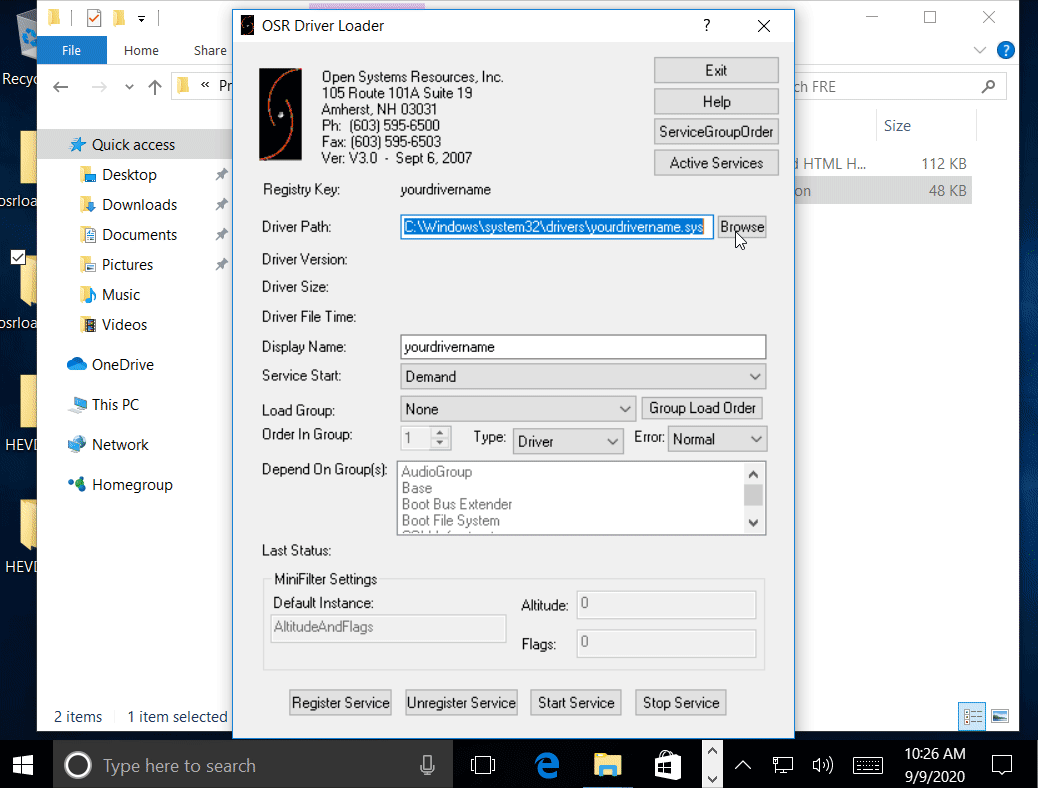 OSR Driver Loader
?
File
Home
Share
?
« Pr
ch FRE
Recyc
Open Systems Resources, Inc.
105 Route 101A Suite 19
Amherst, NH 03031
Ph: (603) 595-6500
Fax: (603) 595-6503
Ver: V3.0 - Sept 6, 2007
Exit
Help
ServiceGroupOrder
Active Services
Size
d HTML H...
112 KB
on
48 KB
Quick access
Desktop
Downloads
Documents
Pictures
Music
Videos
OneDrive
This PC
Network
Homegroup
osrloa
osrloa
HEVD
HEVD
Registry Key:
yourdrivername
Driver Path:
C:\Windows\system32\drivers\yourdrivername.sys
Browse
Driver Version:
Driver Size:
Driver File Time:
Display Name:
yourdrivername
Service Start:
Demand
Load Group:
None
Group Load Order
Order In Group:
1
Type:
Driver
Error:
Normal
Depend On Group(s):
AudioGroup
Base
Boot Bus Extender
Boot File System
Last Status:
MiniFilter Settings
Default Instance:
AltitudeAndFlags
Altitude:
0
Flags:
0
Register Service
Unregister Service
Start Service
Stop Service
2 items
1 item selected
Type here to search
10:26 AM
9/9/2020